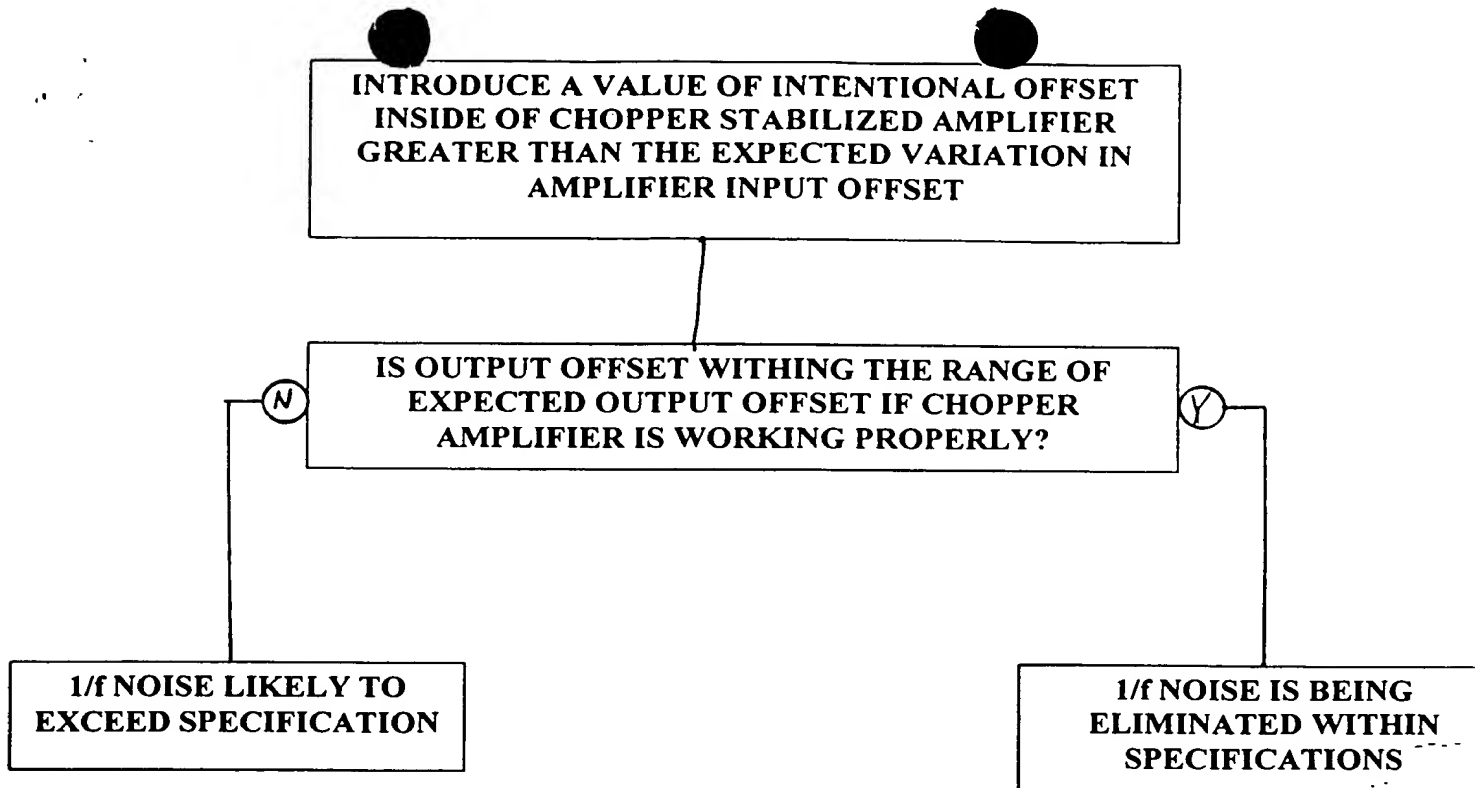 INTRODUCE A VALUE OF INTENTIONAL OFFSET
INSIDE OF CHOPPER STABILIZED AMPLIFIER
GREATER THAN THE EXPECTED VARIATION IN
AMPLIFIER INPUT OFFSET
IS OUTPUT OFFSET WITHING THE RANGE OF
EXPECTED OUTPUT OFFSET IF CHOPPER
AMPLIFIER IS WORKING PROPERLY?
N
Y
1/f NOISE LIKELY TO
EXCEED SPECIFICATION
1/f NOISE IS BEING
ELIMINATED WITHIN
SPECIFICATIONS